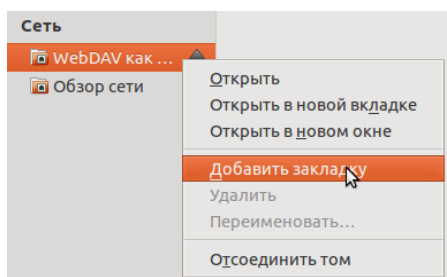 Сеть
WebDAV как ...
Обзор сети
Открыть
Открыть в новой вкладке
Открыть в новом окне
Добавить закладку
Удалить
Переименовать...
Отсоединить том